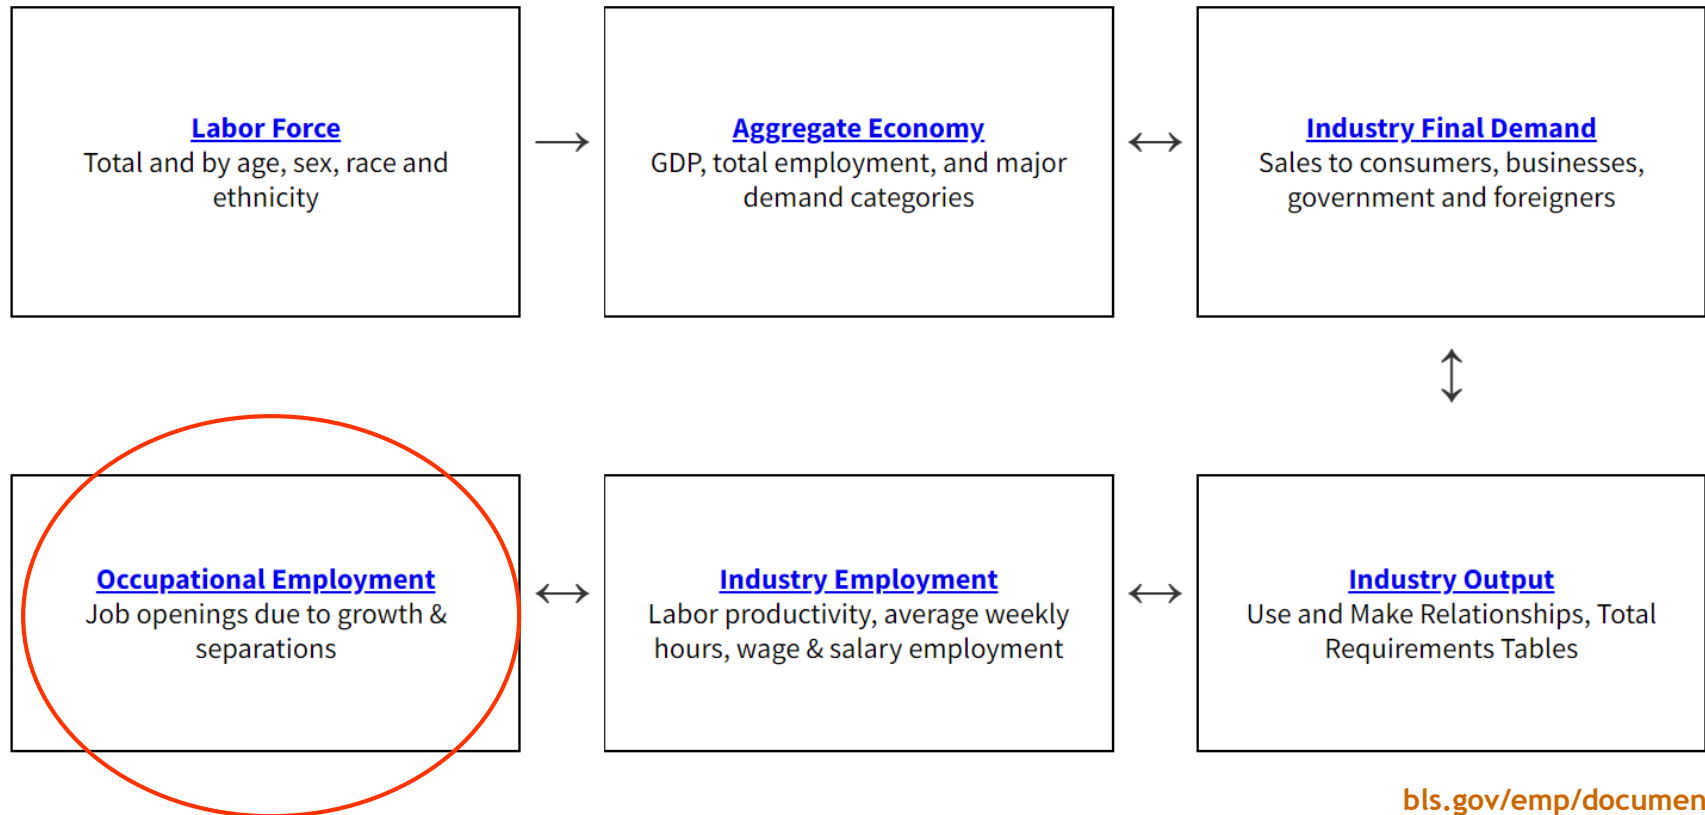 Labor Force
Total and by age, sex, race and
ethnicity
Aggregate Economy
GDP, total employment, and major
demand categories
Industry Final Demand
Sales to consumers, businesses,
government and foreigners
Occupational Employment
Job openings due to growth &
separations
Industry Employment
Labor productivity, average weekly
hours, wage & salary employment
Industry Output
Use and Make Relationships, Total
Requirements Tables
bls.gov/emp/documen